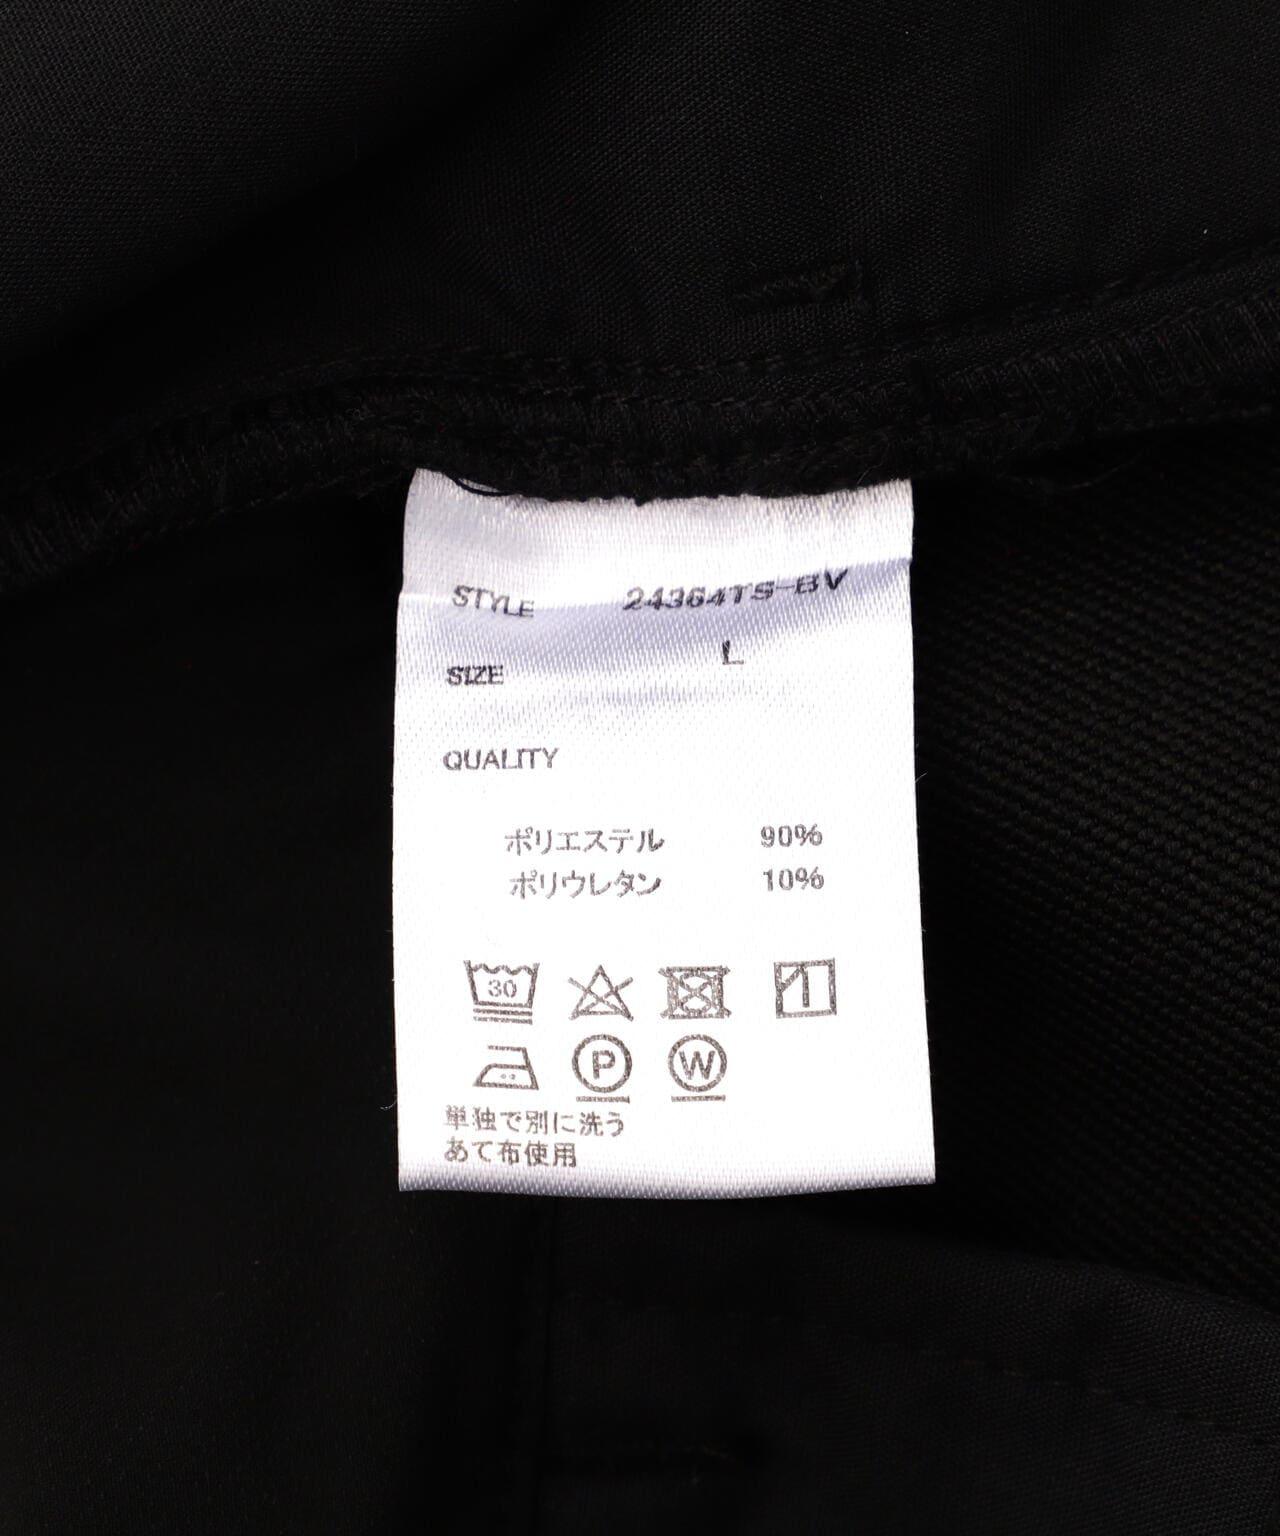 STYLE 24364TS-BV
SIZE L
QUALITY
ポリエステル 90%
ポリウレタン 10%
30
P W
単独で別に洗う
あて布使用